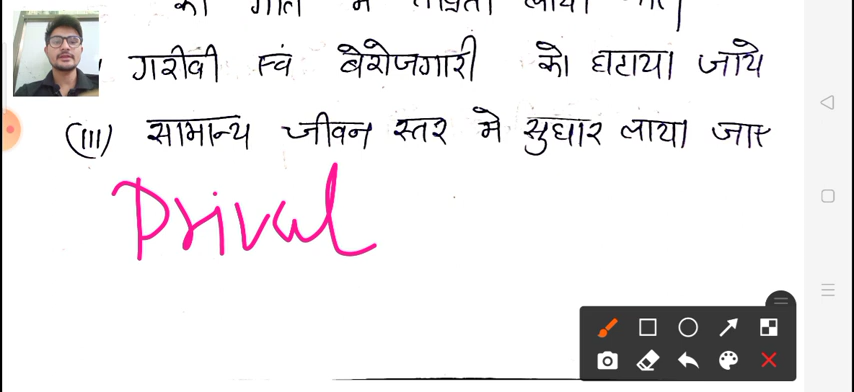 गरीबी एवं बेरोजगारी को घटाया जाये
(III) सामान्य जीवन स्तर मे सुधार लाया जाए
Prival